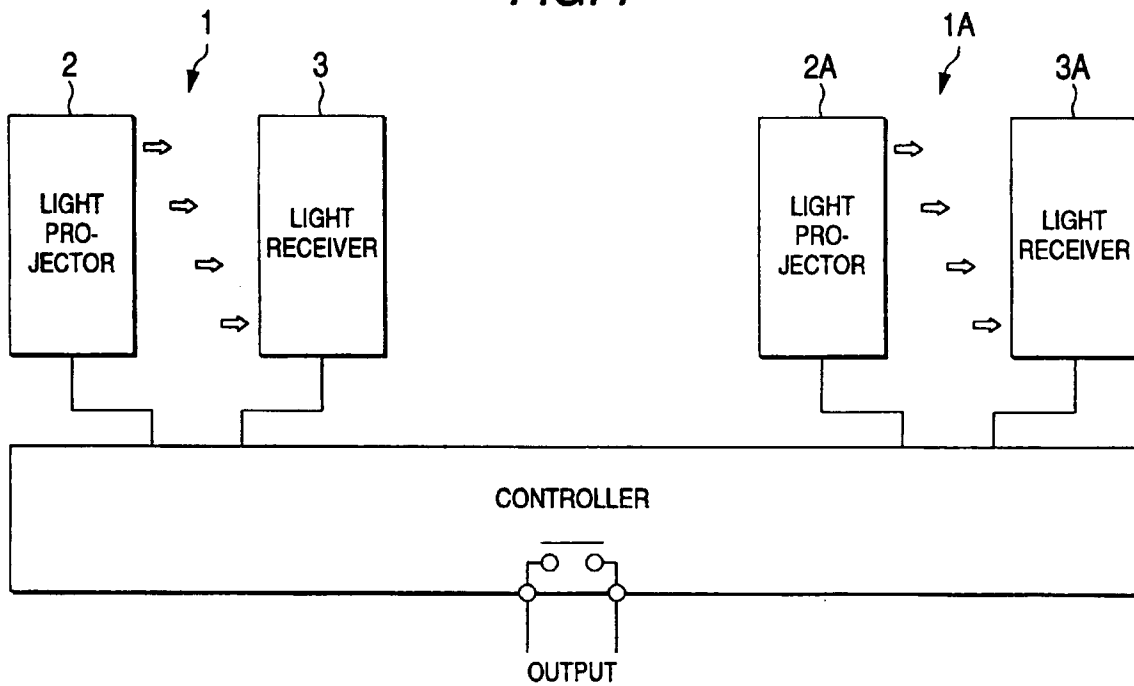 1
1A
2
3
2A
3A
LIGHT
PRO-
JECTOR
LIGHT
RECEIVER
LIGHT
PRO-
JECTOR
LIGHT
RECEIVER
CONTROLLER
OUTPUT